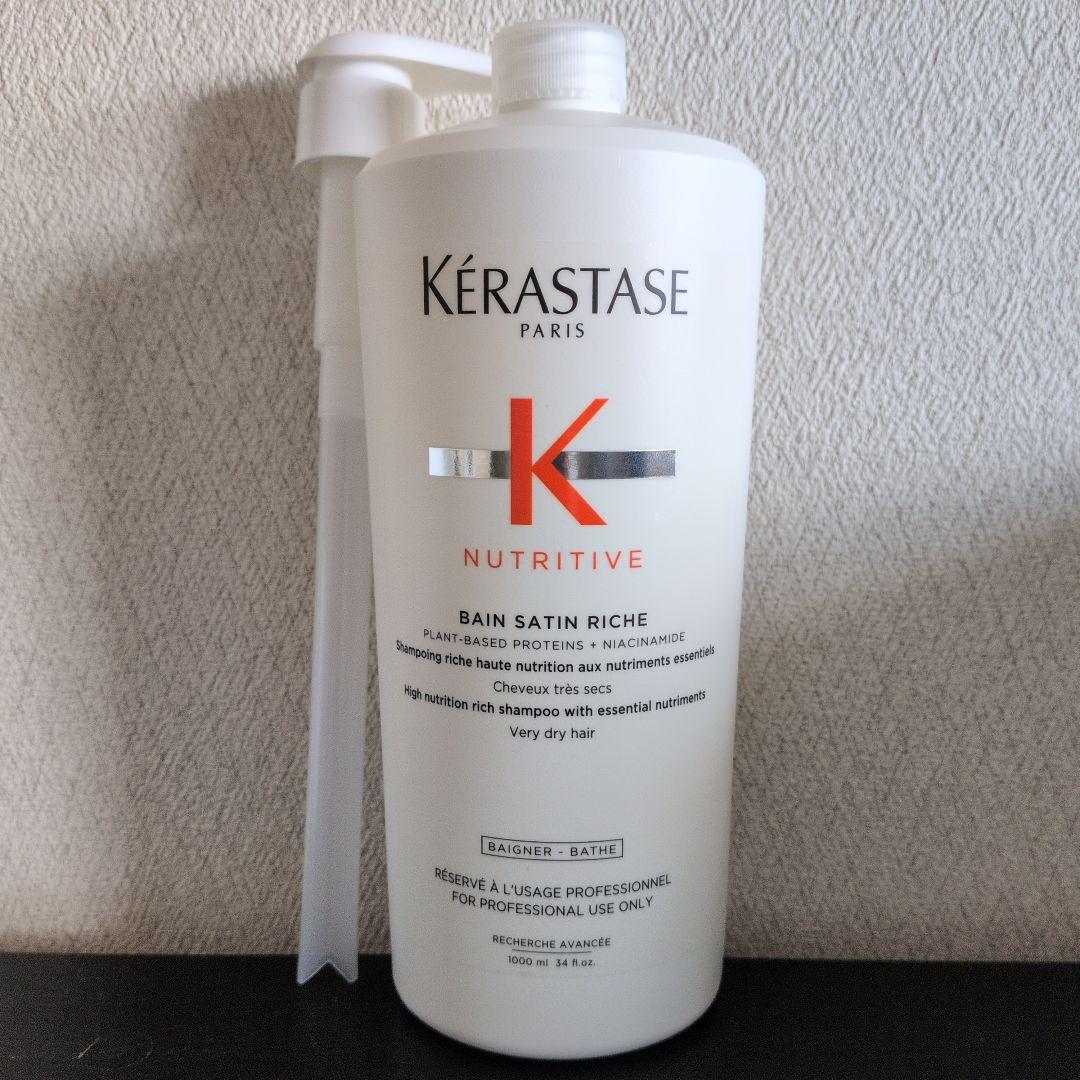 KÉRASTASE
PARIS
K
NUTRITIVE
BAIN SATIN RICHE
PLANT-BASED PROTEINS + NIACINAMIDE
Shampoing riche haute nutrition aux nutriments essentiels
Cheveux très secs
High nutrition rich shampoo with essential nutriments
Very dry hair
BAIGNER - BATHE
RÉSERVÉ À L'USAGE PROFESSIONNEL
FOR PROFESSIONAL USE ONLY
RECHERCHE AVANCÉE
1000 ml 34 fl.oz.